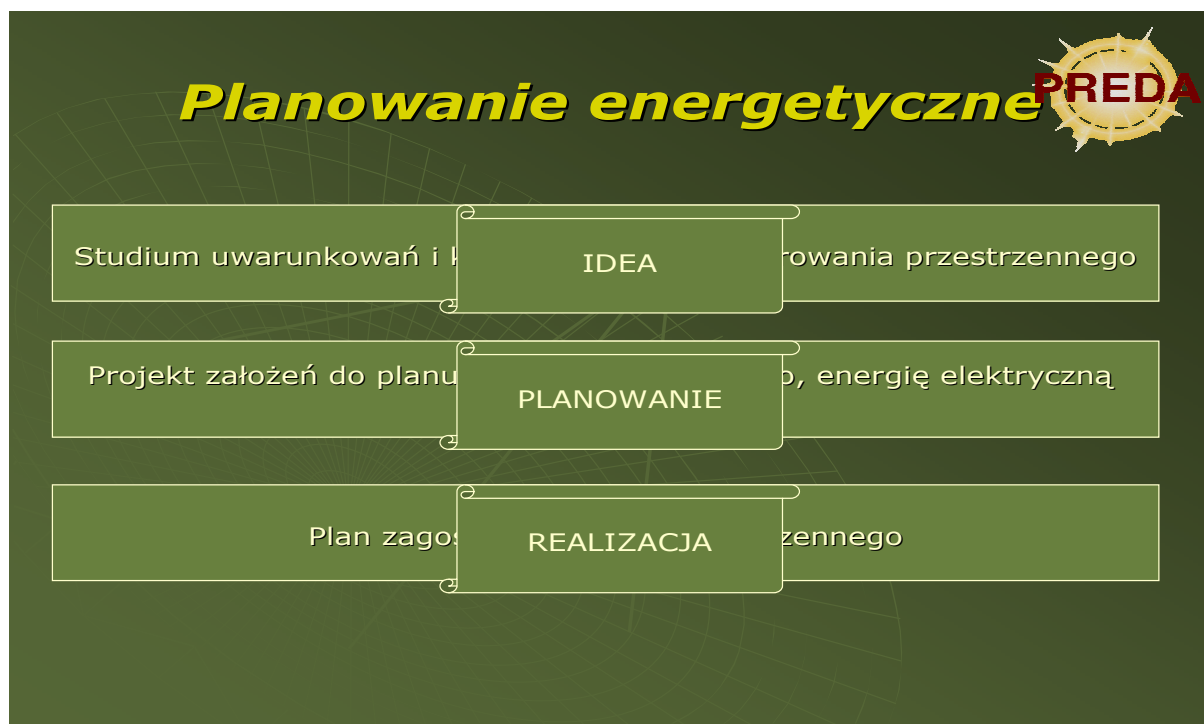 Planowanie energetyczne
PREDA
Studium uwarunkowań i k
IDEA
rowania przestrzennego
Projekt założeń do planu
PLANOWANIE
o, energię elektryczną
Plan zagos
REALIZACJA
zennego